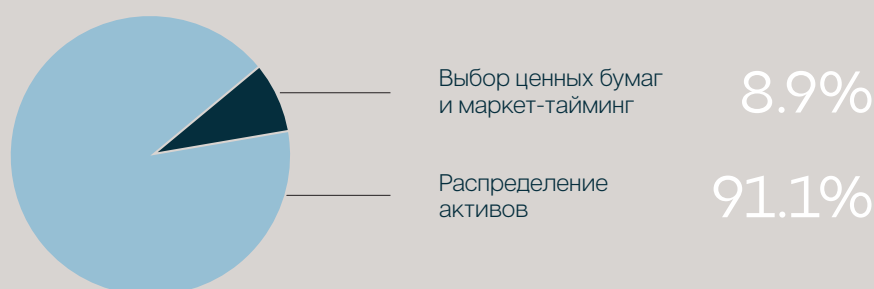 Выбор ценных бумаг
и маркет-тайминг
8.9%
Распределение
активов
91.1%